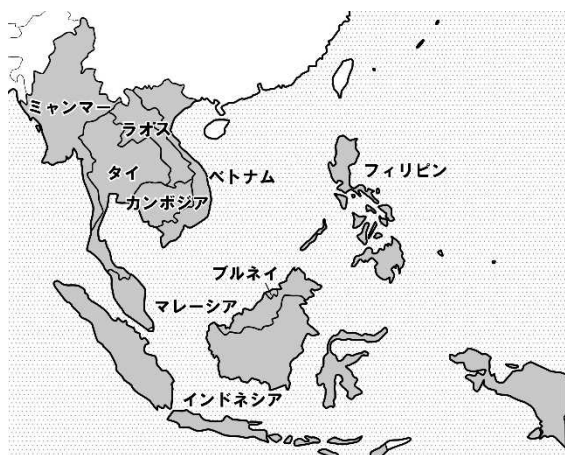 ミャンマー
ラオス
タイ
ベトナム
フィリピン
カンボジア
ブルネイ
マレーシア
インドネシア